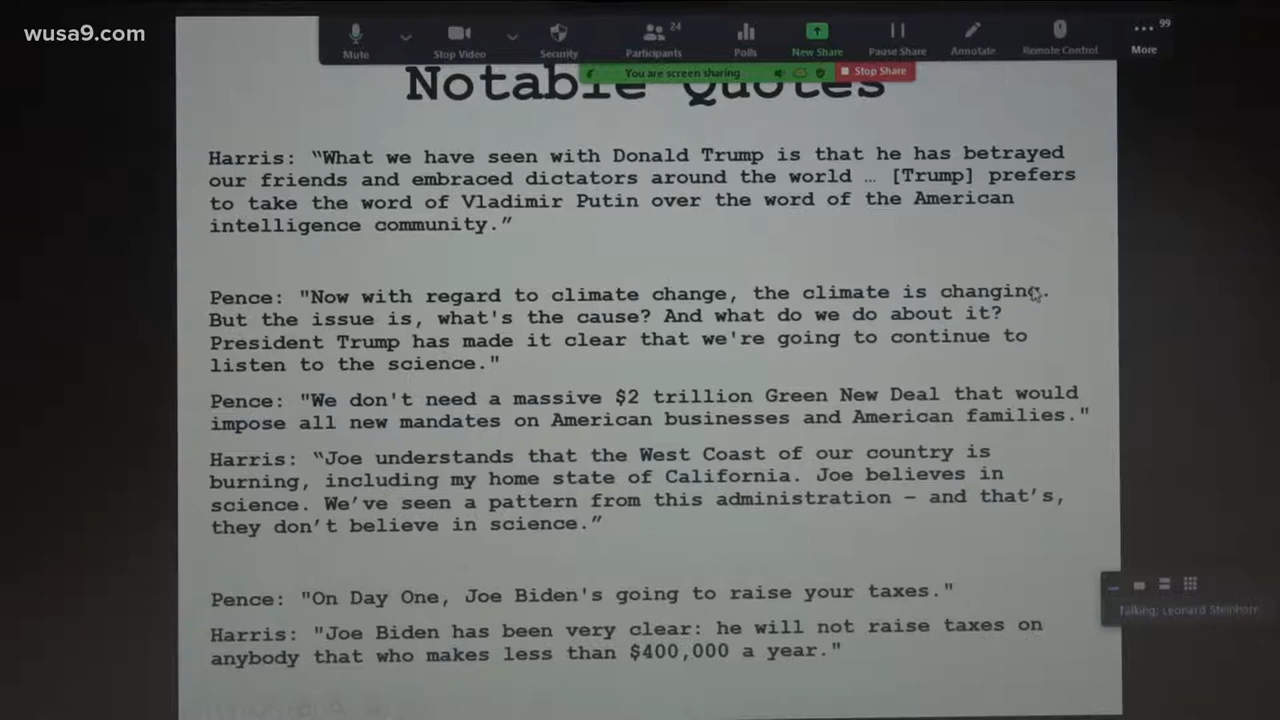 wusa9.com
24
99
Mute
Stop Video
Security
Participants
Polls
New Share
Pause Share
Annotate
Remote Control
More
You are screen sharing
Stop Share
Notable Quotes
Harris: “What we have seen with Donald Trump is that he has betrayed
our friends and embraced dictators around the world … [Trump] prefers
to take the word of Vladimir Putin over the word of the American
intelligence community.”
Pence: "Now with regard to climate change, the climate is changing.
But the issue is, what's the cause? And what do we do about it?
President Trump has made it clear that we're going to continue to
listen to the science."
Pence: "We don't need a massive $2 trillion Green New Deal that would
impose all new mandates on American businesses and American families."
Harris: “Joe understands that the West Coast of our country is
burning, including my home state of California. Joe believes in
science. We’ve seen a pattern from this administration – and that’s,
they don’t believe in science.”
Pence: "On Day One, Joe Biden's going to raise your taxes."
Talking: Leonard Steinhorn
Harris: "Joe Biden has been very clear: he will not raise taxes on
anybody that who makes less than $400,000 a year."